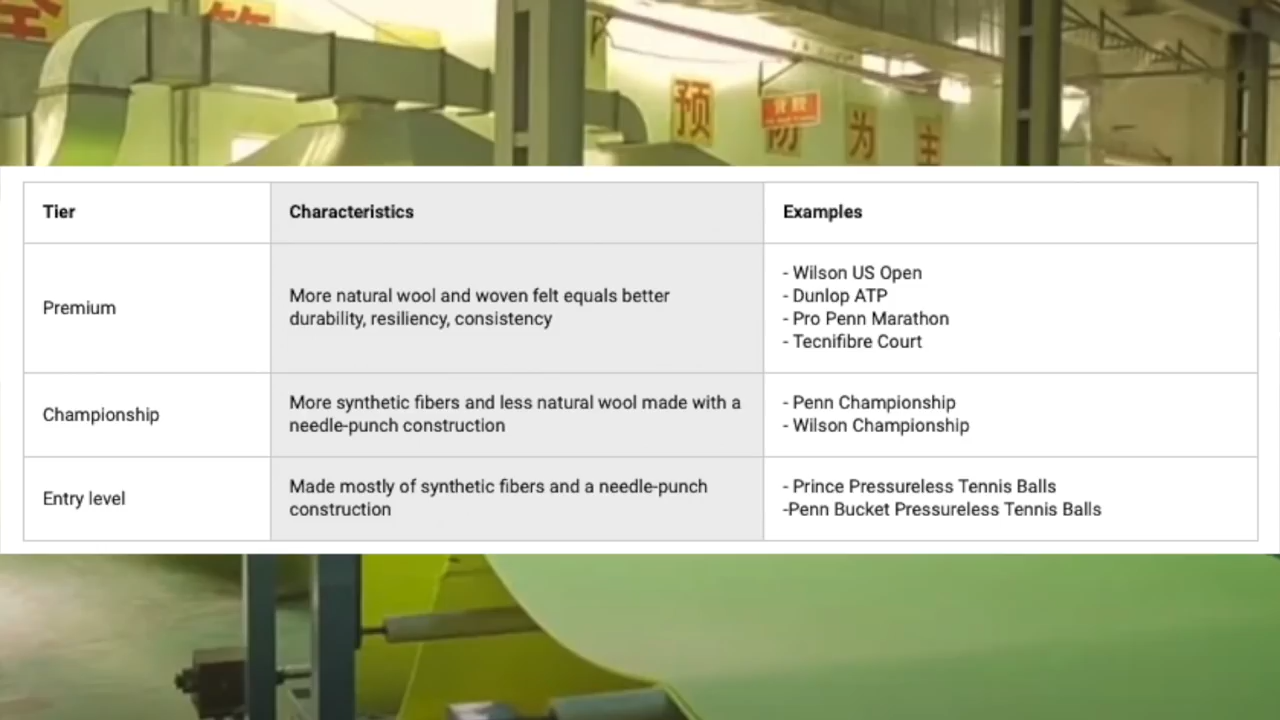 全 第
预 防 为 主
Tier Characteristics Examples
Premium
More natural wool and woven felt equals better
durability, resiliency, consistency
- Wilson US Open
- Dunlop ATP
- Pro Penn Marathon
- Tecnifibre Court
Championship
More synthetic fibers and less natural wool made with a
needle-punch construction
- Penn Championship
- Wilson Championship
Entry level
Made mostly of synthetic fibers and a needle-punch
construction
- Prince Pressureless Tennis Balls
-Penn Bucket Pressureless Tennis Balls